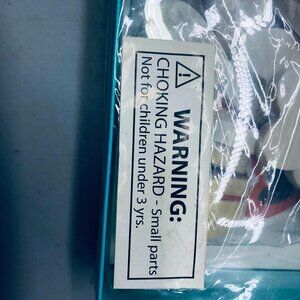 WARNING:
CHOKING HAZARD - Small parts
Not for children under 3 yrs.